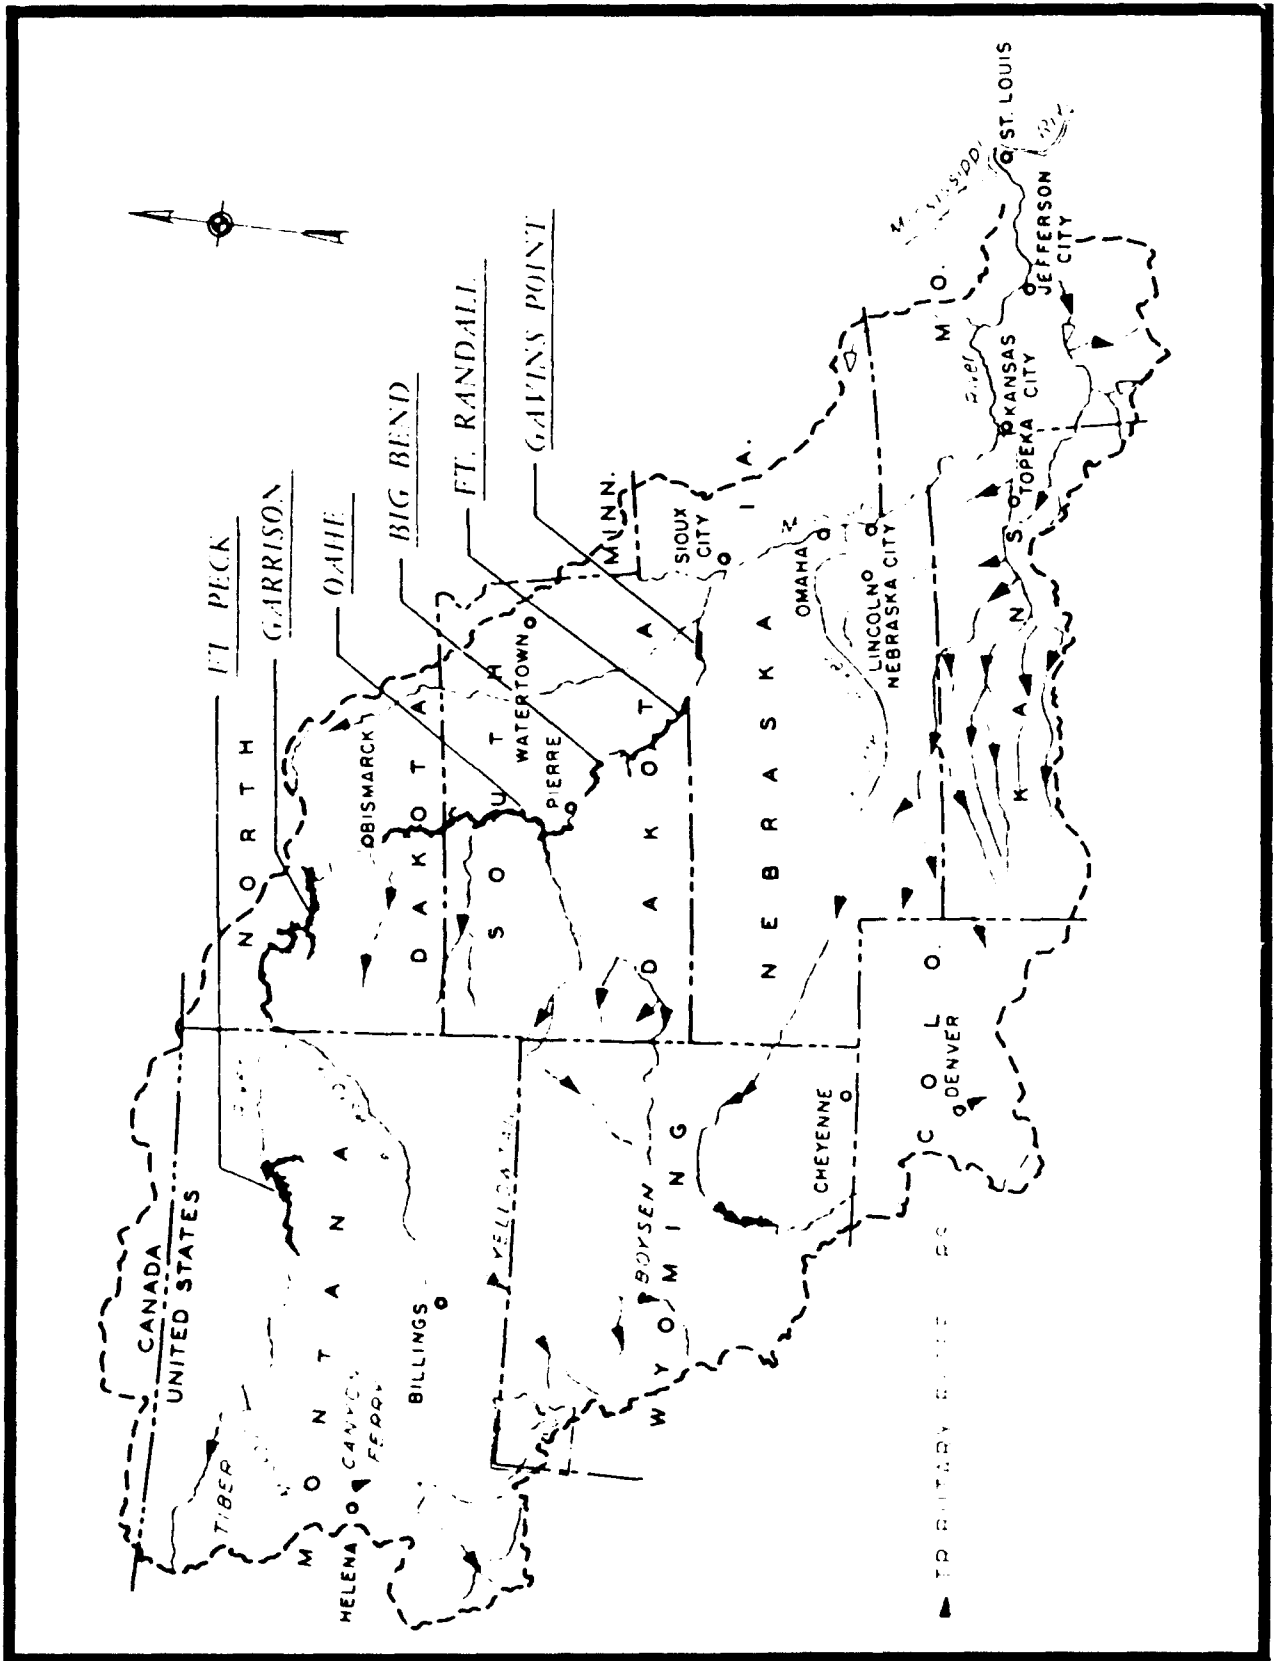 FT. PECK
GARRISON
OAHE
BIG BEND
FT. RANDALL
GAVINS POINT
CANADA
UNITED STATES
TIBER
MONTANA
HELENA
CANYON
FERRY
BILLINGS
NORTH
DAKOTA
BISMARCK
SOUTH
DAKOTA
WATERTOWN
PIERRE
MINN.
SIOUX
CITY
IA.
YELLOWTAIL
BOYSEN
WYOMING
CHEYENNE
NEBRASKA
OMAHA
LINCOLN
NEBRASKA CITY
COLO.
DENVER
KANSAS
TOPEKA
KANSAS
CITY
River
MO.
JEFFERSON
CITY
ST. LOUIS